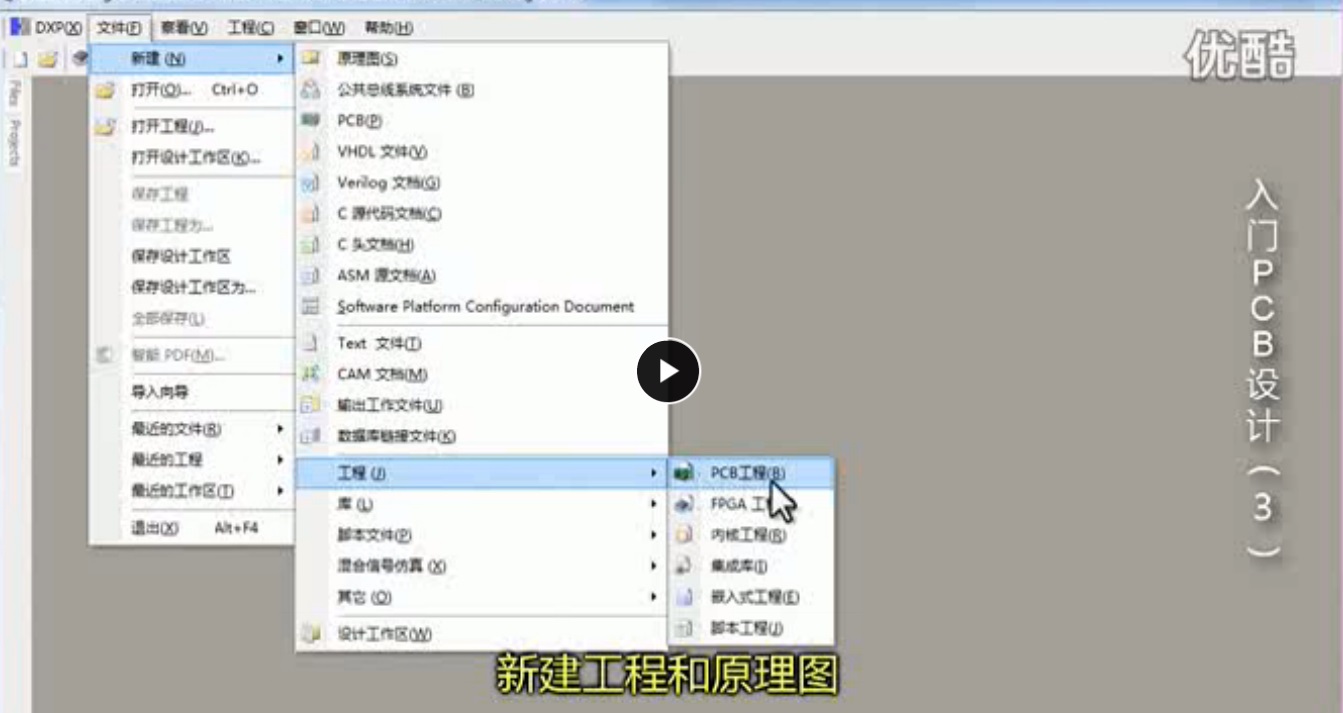 DXP(X) 文件(F) 察看(V) 工程(C) 窗口(W) 帮助(H)
优酷
Files
Projects
新建 (N)
打开(O)... Ctrl+O
打开工程(J)...
打开设计工作区(K)...
保存工程
保存工程为...
保存设计工作区
保存设计工作区为...
全部保存(L)
智能 PDF(M)...
导入向导
最近的文件(R)
最近的工程
最近的工作区(T)
退出(X) Alt+F4
原理图(S)
公共总线系统文件 (B)
PCB(P)
VHDL 文件(V)
Verilog 文档(G)
C 源代码文档(C)
C 头文档(H)
ASM 源文档(A)
Software Platform Configuration Document
Text 文件(T)
CAM 文档(M)
输出工作文件(U)
数据库链接文件(K)
工程 (J)
库 (L)
脚本文件(P)
混合信号仿真 (X)
其它 (O)
设计工作区(W)
PCB工程(B)
FPGA 工
内核工程(R)
集成库(I)
嵌入式工程(E)
脚本工程(J)
入门PCB设计(3)
新建工程和原理图